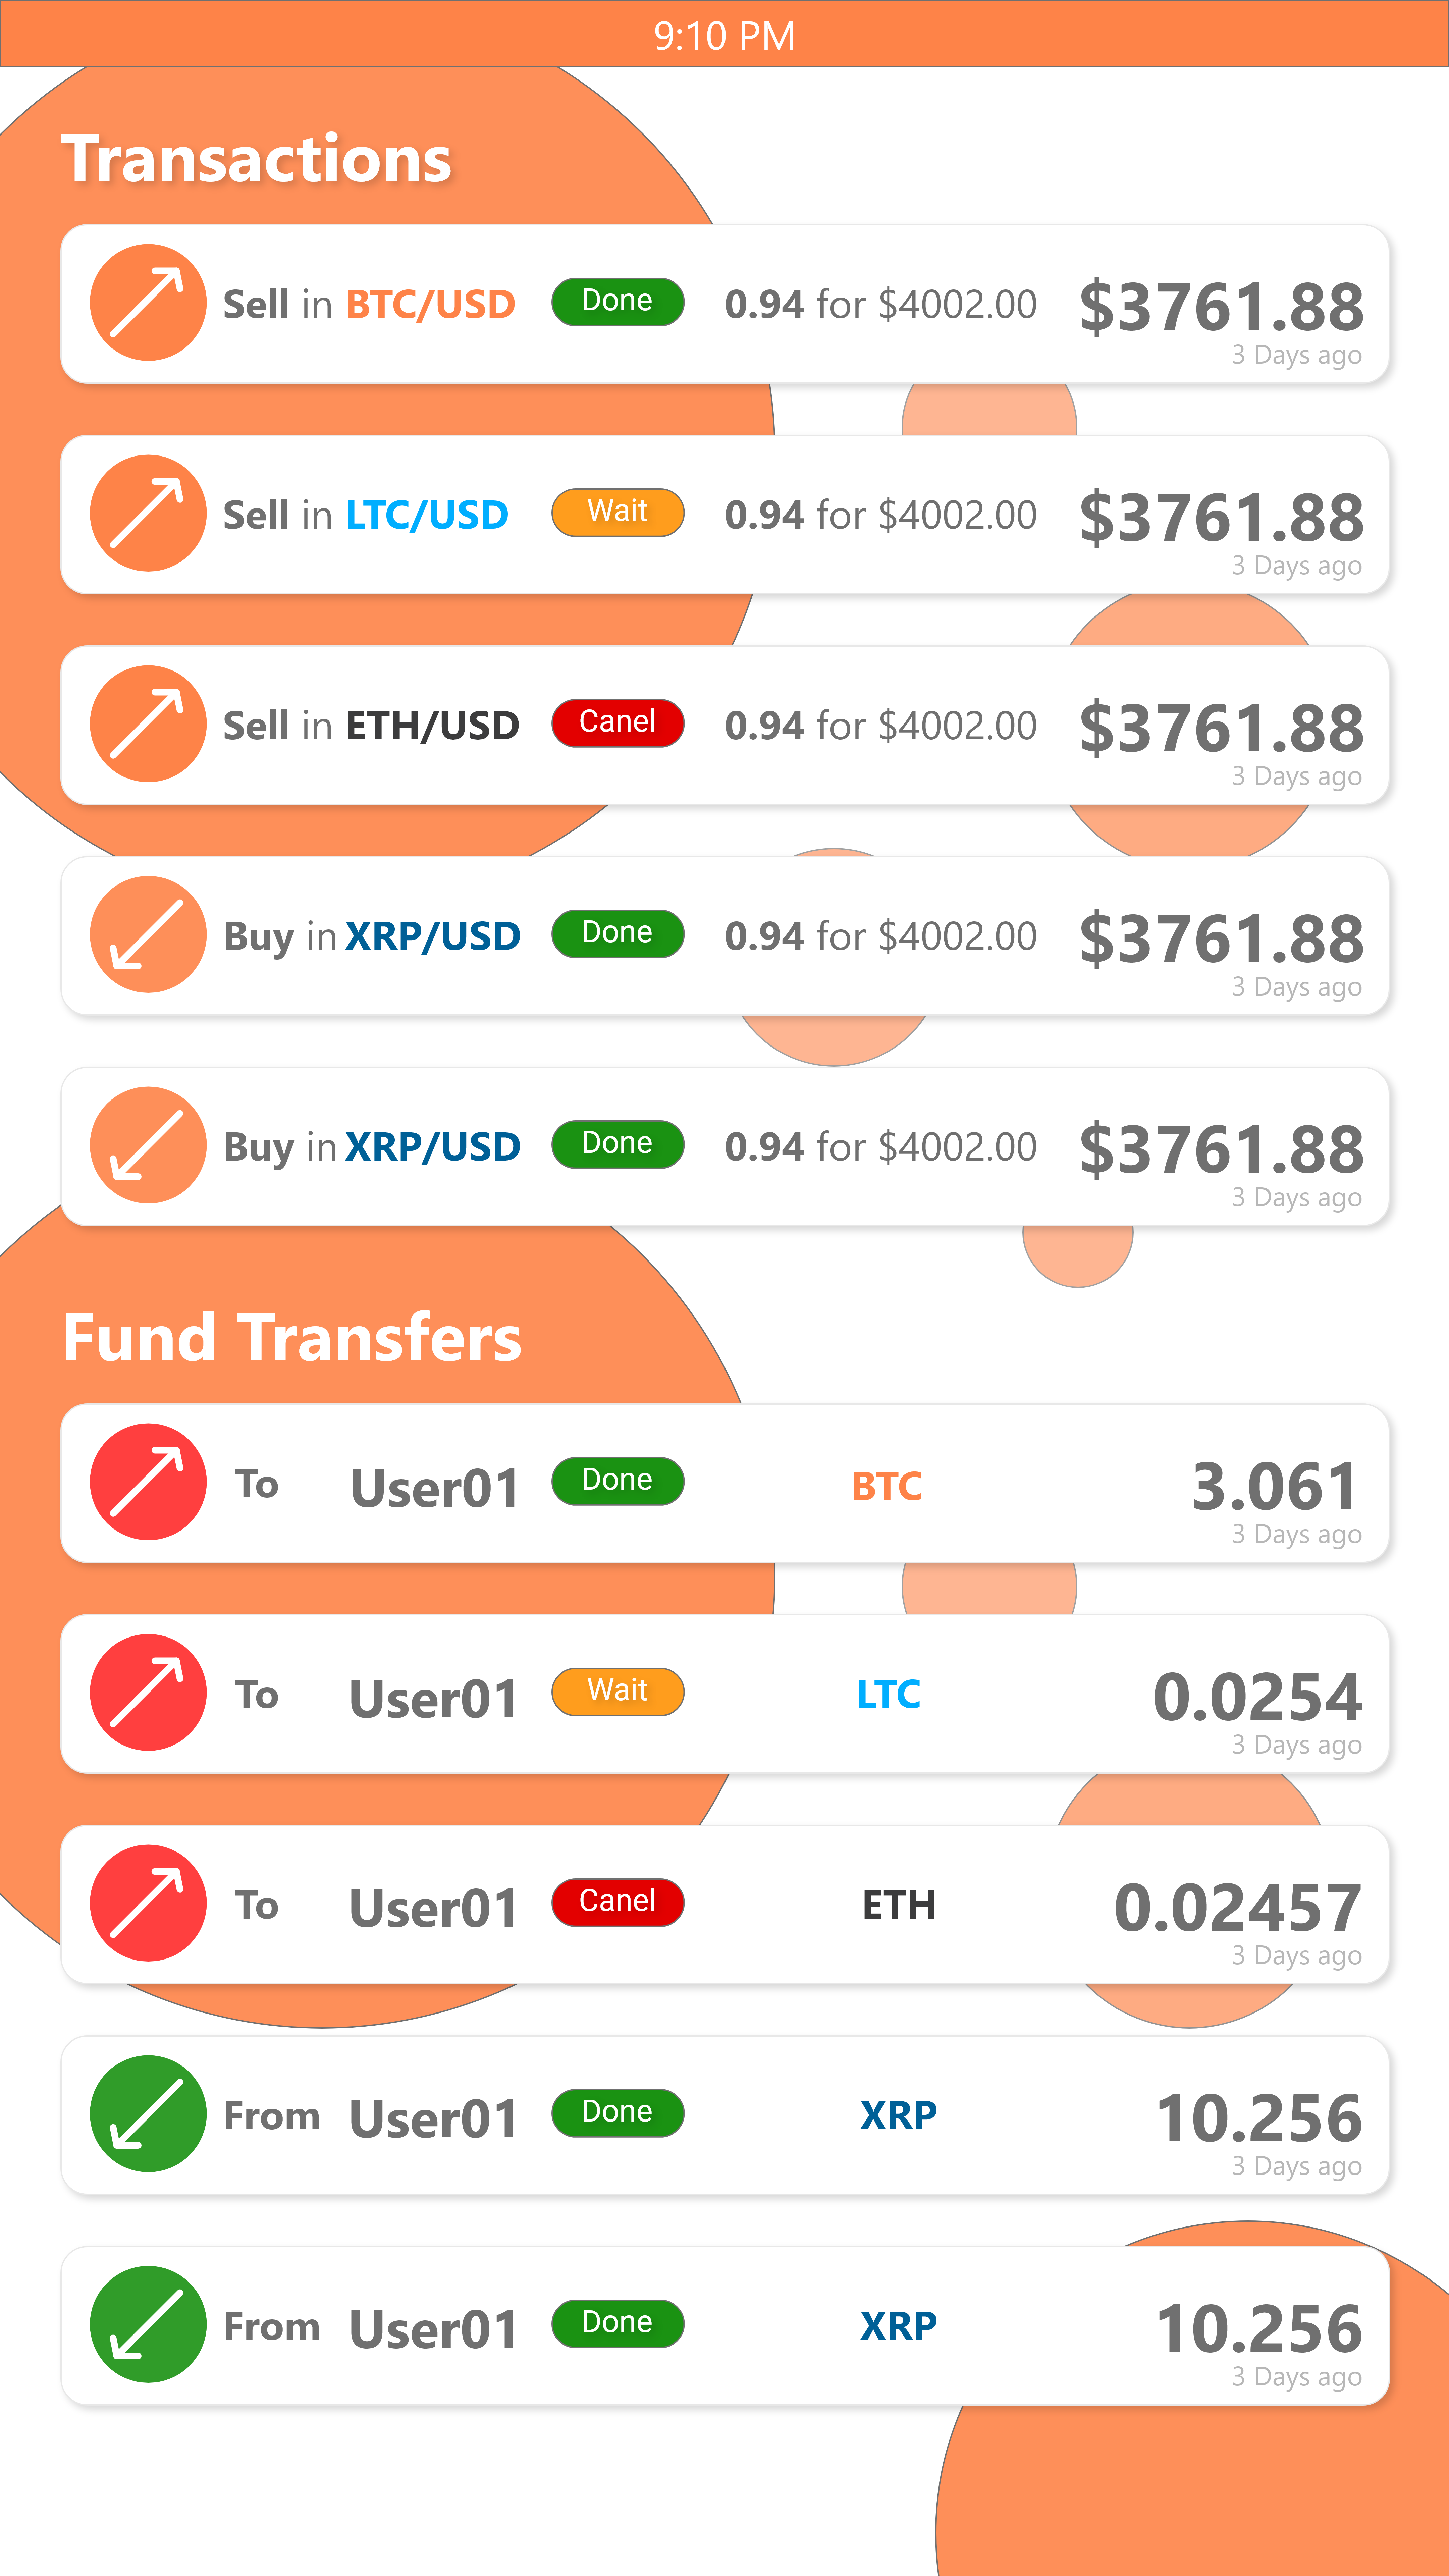 9:10 PM
Transactions
Sell in BTC/USD Done 0.94 for $4002.00 $3761.88
3 Days ago
Sell in LTC/USD Wait 0.94 for $4002.00 $3761.88
3 Days ago
Sell in ETH/USD Canel 0.94 for $4002.00 $3761.88
3 Days ago
Buy in XRP/USD Done 0.94 for $4002.00 $3761.88
3 Days ago
Buy in XRP/USD Done 0.94 for $4002.00 $3761.88
3 Days ago
Fund Transfers
To User01 Done BTC 3.061
3 Days ago
To User01 Wait LTC 0.0254
3 Days ago
To User01 Canel ETH 0.02457
3 Days ago
From User01 Done XRP 10.256
3 Days ago
From User01 Done XRP 10.256
3 Days ago